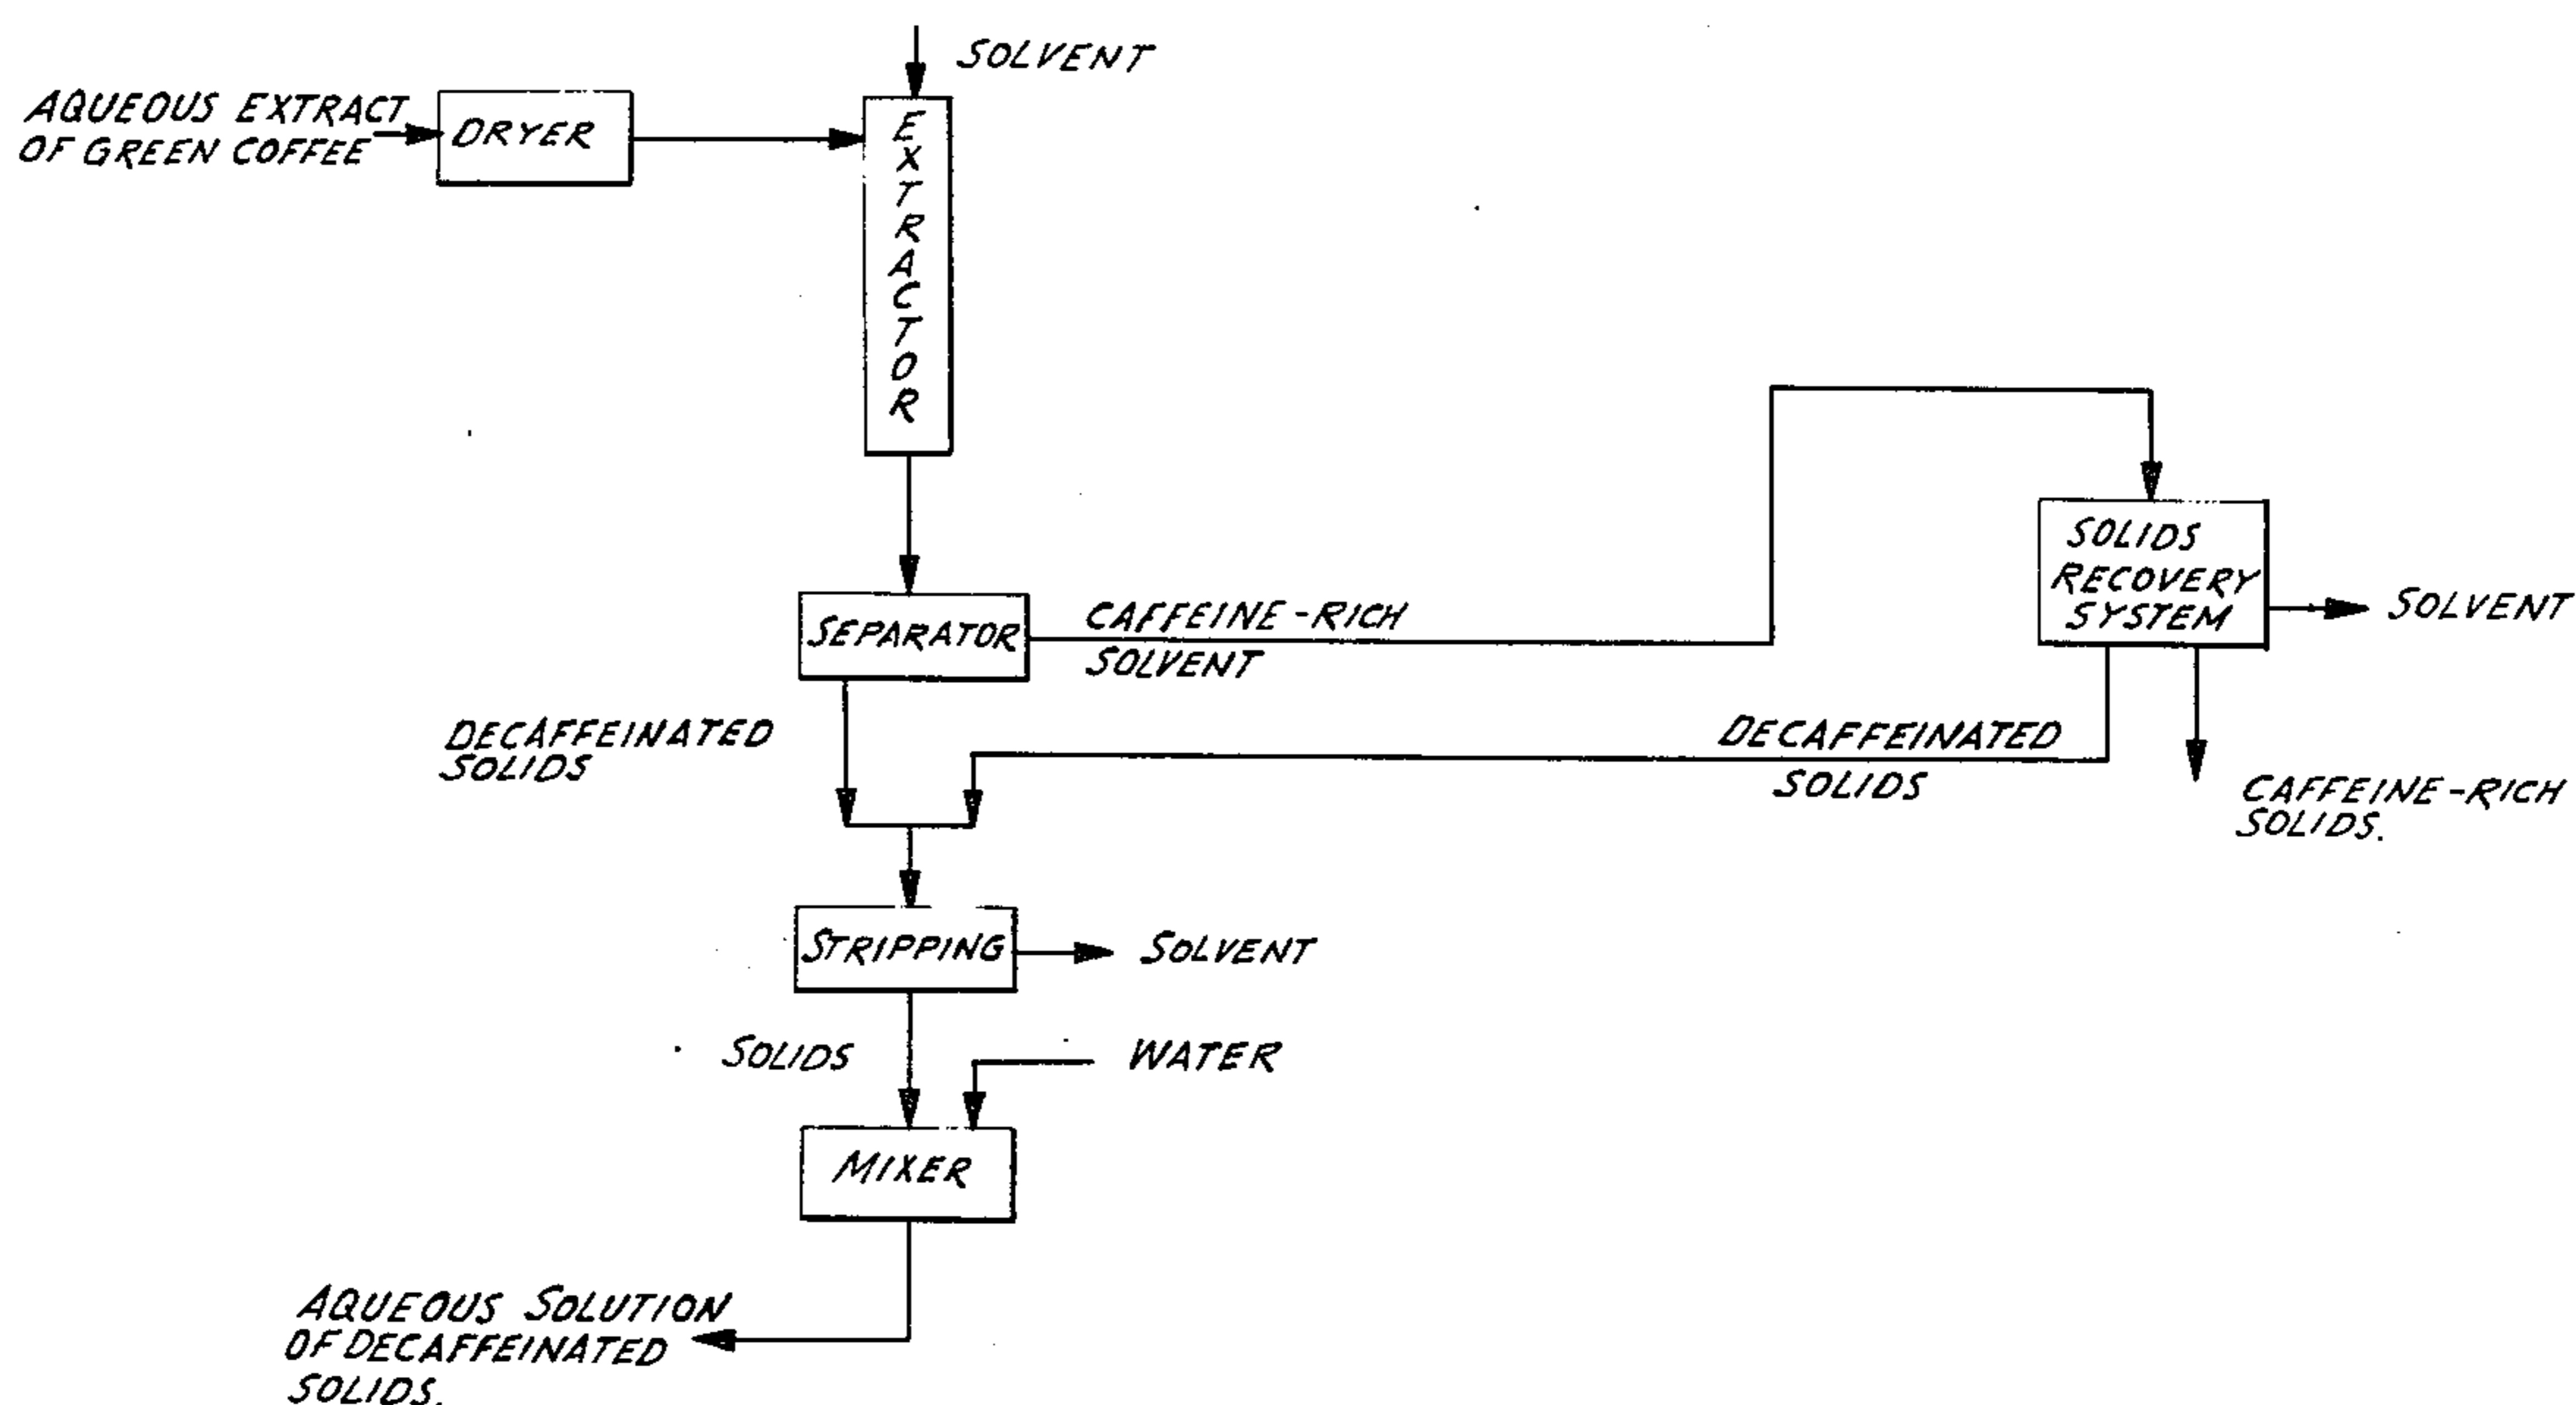 SOLVENT
AQUEOUS EXTRACT
OF GREEN COFFEE
DRYER
EXTRACTOR
SOLIDS
RECOVERY
SYSTEM
SOLVENT
SEPARATOR
CAFFEINE-RICH
SOLVENT
DECAFFEINATED
SOLIDS
DECAFFEINATED
SOLIDS
CAFFEINE-RICH
SOLIDS.
STRIPPING
SOLVENT
SOLIDS
WATER
MIXER
AQUEOUS SOLUTION
OF DECAFFEINATED
SOLIDS.